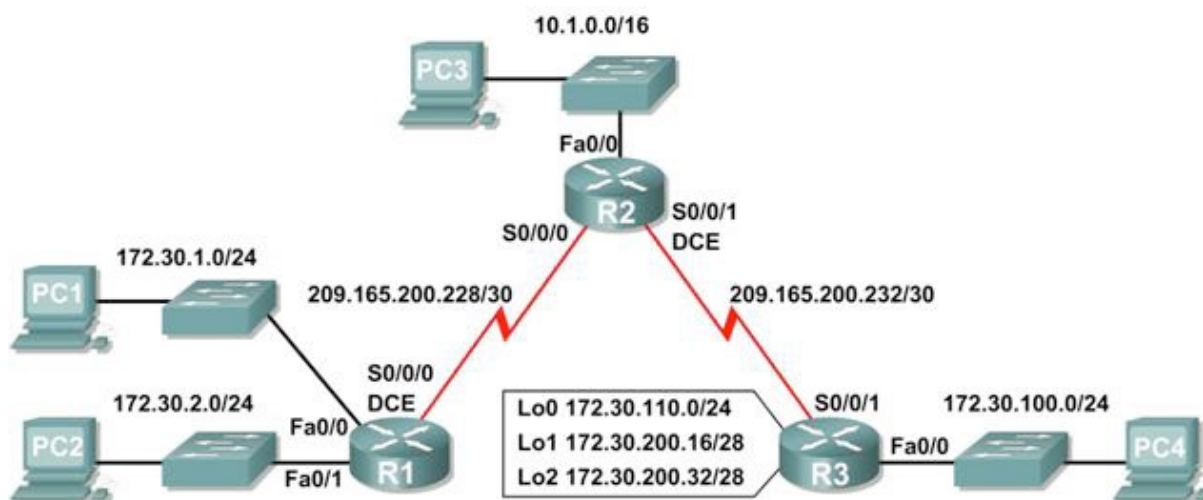 10.1.0.0/16
PC3
Fa0/0
R2
S0/0/0
S0/0/1
DCE
172.30.1.0/24
PC1
209.165.200.228/30
209.165.200.232/30
S0/0/0
DCE
172.30.2.0/24
PC2
Fa0/0
Fa0/1
R1
Lo0 172.30.110.0/24
Lo1 172.30.200.16/28
Lo2 172.30.200.32/28
S0/0/1
R3
Fa0/0
172.30.100.0/24
PC4